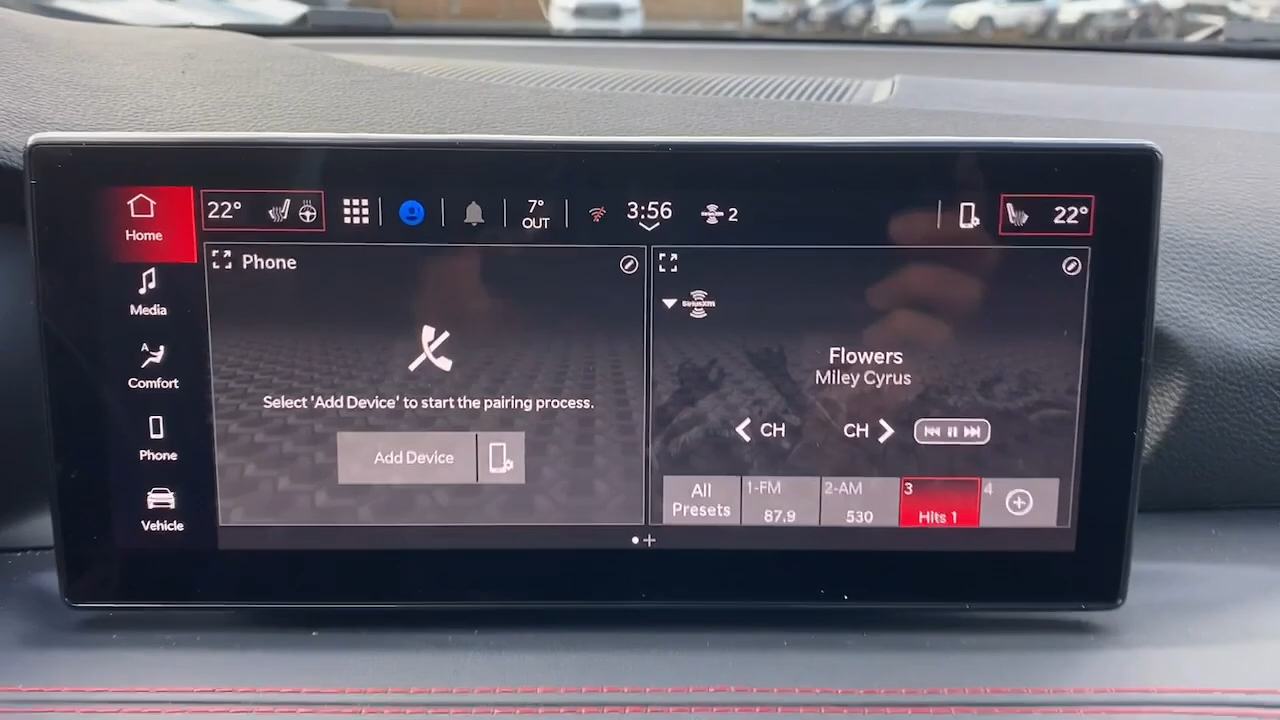 Home
22°
7°
OUT
3:56
SiriusXM 2
22°
Media
Comfort
Phone
Vehicle
Phone
Select 'Add Device' to start the pairing process.
Add Device
SiriusXM
Flowers
Miley Cyrus
CH
CH
All
Presets
1-FM
87.9
2-AM
530
3
Hits 1
4